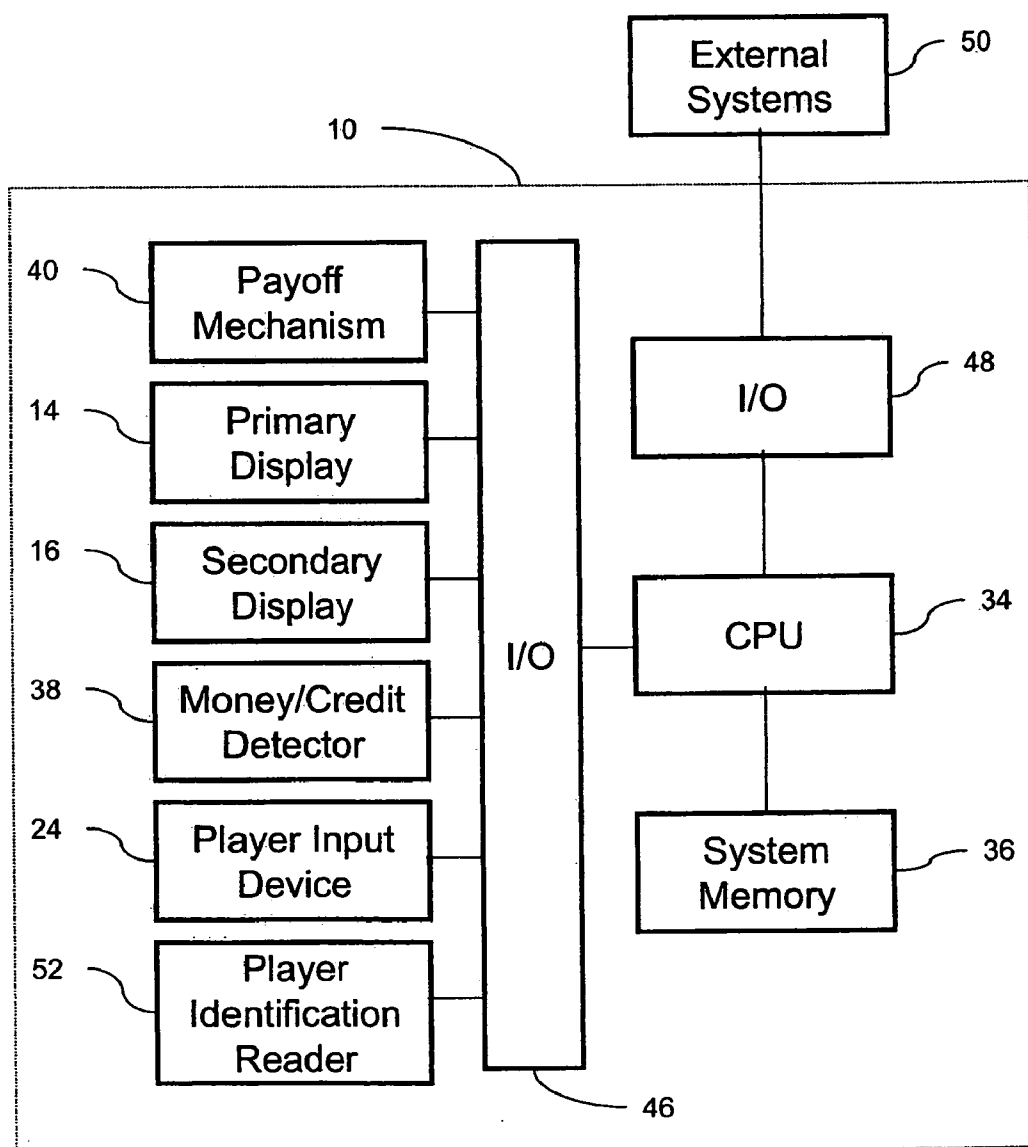 External
Systems
50
10
40
Payoff
Mechanism
14
Primary
Display
16
Secondary
Display
38
Money/Credit
Detector
24
Player Input
Device
52
Player
Identification
Reader
I/O
46
I/O
48
CPU
34
System
Memory
36